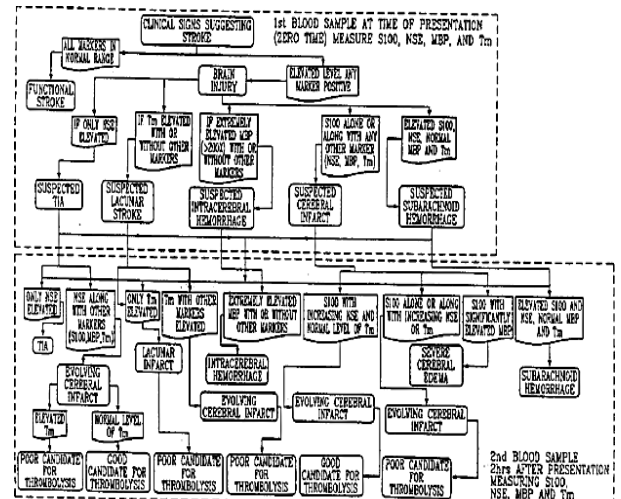 CLINICAL SIGNS SUGGESTING
STROKE
1st BLOOD SAMPLE AT TIME OF PRESENTATION
(ZERO TIME) MEASURE S100, NSE, MBP, AND Tm
ALL MARKERS IN
NORMAL RANGE
FUNCTIONAL
STROKE
BRAIN
INJURY
ELEVATED LEVEL ANY
MARKER POSITIVE
IF ONLY NSE
ELEVATED
IF Tm ELEVATED
WITH OR
WITHOUT OTHER
MARKERS
IF EXTREMELY
ELEVATED MBP
WITH OR
WITHOUT OTHER
MARKERS
S100 ALONE OR
ALONG WITH ANY
OTHER MARKER
(NSE, MBP, Tm)
ELEVATED S100,
NSE, NORMAL
MBP AND Tm
SUSPECTED
TIA
SUSPECTED
LACUNAR
STROKE
SUSPECTED
INTRACEREBRAL
HEMORRHAGE
SUSPECTED
CEREBRAL
INFARCT
SUSPECTED
SUBARACHNOID
HEMORRHAGE
ONLY NSE
ELEVATED
NSE ALONG
WITH OTHER
MARKERS
(S100,MBP,Tm)
ONLY Tm
ELEVATED
Tm WITH OTHER
MARKERS
ELEVATED
EXTREMELY ELEVATED
MBP WITH OR WITHOUT
OTHER MARKERS
S100 WITH
INCREASING NSE AND
NORMAL LEVEL OF Tm
S100 ALONE OR ALONG
WITH INCREASING NSE
OR Tm
S100 WITH
SIGNIFICANTLY
ELEVATED MBP
ELEVATED S100 AND
NSE, NORMAL MBP
AND Tm
TIA
LACUNAR
INFARCT
INTRACEREBRAL
HEMORRHAGE
SEVERE
CEREBRAL
EDEMA
SUBARACHNOID
HEMORRHAGE
EVOLVING
CEREBRAL
INFARCT
EVOLVING
CEREBRAL INFARCT
EVOLVING CEREBRAL
INFARCT
EVOLVING CEREBRAL
INFARCT
ELEVATED
Tm
NORMAL LEVEL
OF Tm
POOR CANDIDATE
FOR
THROMBOLYSIS
GOOD
CANDIDATE FOR
THROMBOLYSIS
POOR CANDIDATE
FOR
THROMBOLYSIS
POOR CANDIDATE
FOR
THROMBOLYSIS
GOOD
CANDIDATE FOR
THROMBOLYSIS
POOR CANDIDATE
FOR
THROMBOLYSIS
2nd BLOOD SAMPLE
2hrs AFTER PRESENTATION
MEASURING S100,
NSE, MBP AND Tm